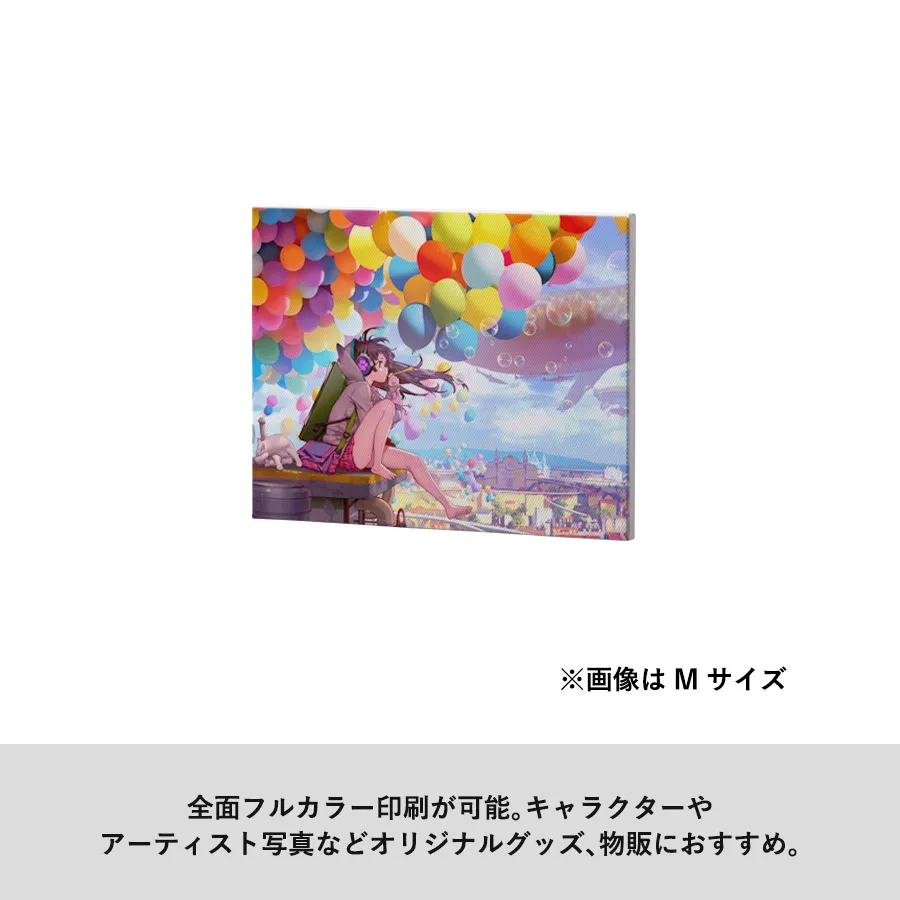 ※画像は M サイズ
全面フルカラー印刷が可能。キャラクターや
アーティスト写真などオリジナルグッズ、物販におすすめ。